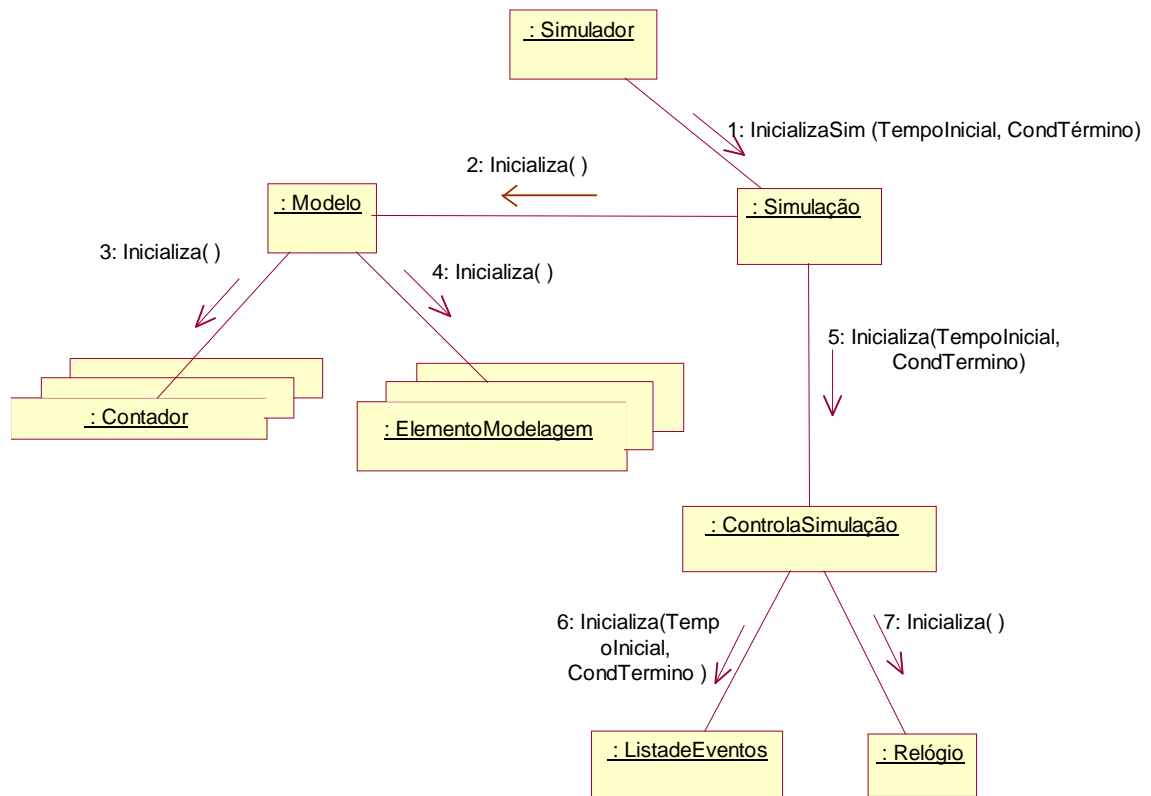 : Simulador
1: InicializaSim (TempoInicial, CondTérmino)
2: Inicializa( )
: Modelo
: Simulação
3: Inicializa( )
4: Inicializa( )
5: Inicializa(TempoInicial,
CondTermino)
: Contador
: ElementoModelagem
: ControlaSimulação
6: Inicializa(Temp
oInicial,
CondTermino )
7: Inicializa( )
: ListadeEventos
: Relógio